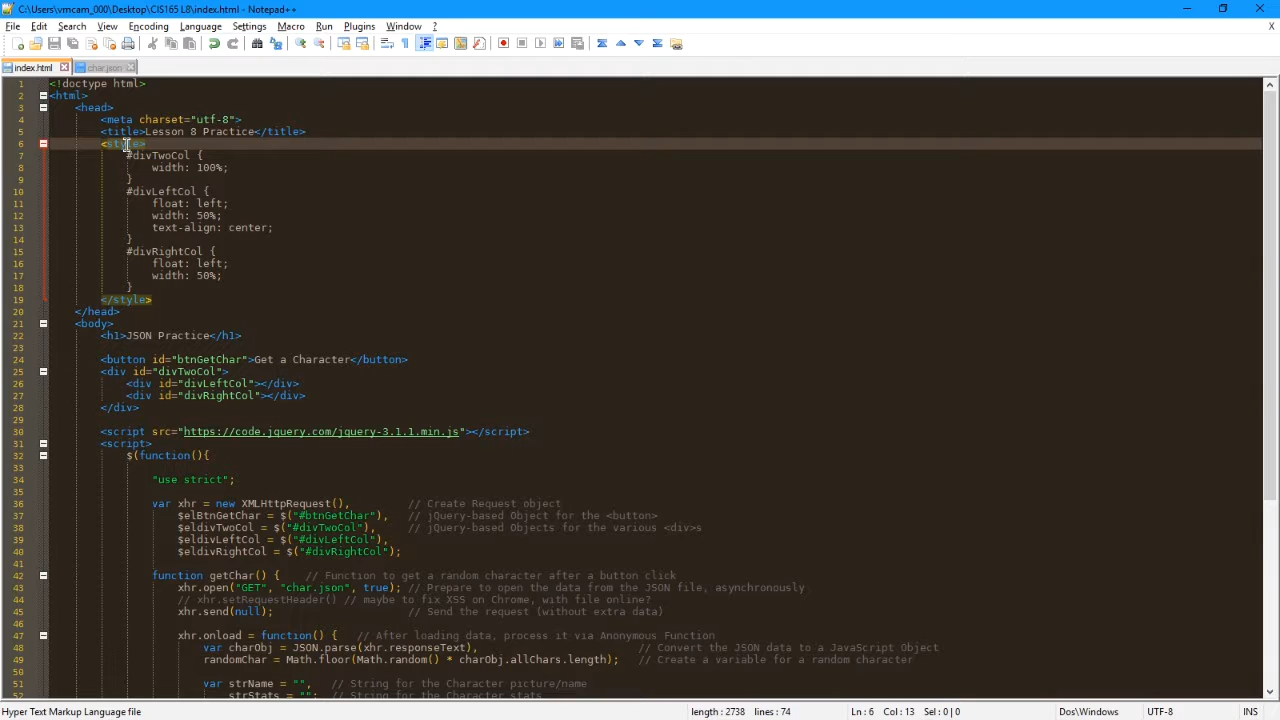 C:\Users\vmcam_000\Desktop\CIS165 L8\index.html - Notepad++
File Edit Search View Encoding Language Settings Macro Run Plugins Window ? X
index.html char.json
1 <!doctype html>
2 <html>
3 <head>
4 <meta charset="utf-8">
5 <title>Lesson 8 Practice</title>
6 <style>
7 #divTwoCol {
8 width: 100%;
9 }
10 #divLeftCol {
11 float: left;
12 width: 50%;
13 text-align: center;
14 }
15 #divRightCol {
16 float: left;
17 width: 50%;
18 }
19 </style>
20 </head>
21 <body>
22 <h1>JSON Practice</h1>
23
24 <button id="btnGetChar">Get a Character</button>
25 <div id="divTwoCol">
26 <div id="divLeftCol"></div>
27 <div id="divRightCol"></div>
28 </div>
29
30 <script src="https://code.jquery.com/jquery-3.1.1.min.js"></script>
31 <script>
32 $(function(){
33
34 "use strict";
35
36 var xhr = new XMLHttpRequest(), // Create Request object
37 $elBtnGetChar = $("#btnGetChar"), // jQuery-based Object for the <button>
38 $eldivTwoCol = $("#divTwoCol"), // jQuery-based Objects for the various <div>s
39 $eldivLeftCol = $("#divLeftCol"),
40 $eldivRightCol = $("#divRightCol");
41
42 function getChar() { // Function to get a random character after a button click
43 xhr.open("GET", "char.json", true); // Prepare to open the data from the JSON file, asynchronously
44 // xhr.setRequestHeader() // maybe to fix XSS on Chrome, with file online?
45 xhr.send(null); // Send the request (without extra data)
46
47 xhr.onload = function() { // After loading data, process it via Anonymous Function
48 var charObj = JSON.parse(xhr.responseText), // Convert the JSON data to a JavaScript Object
49 randomChar = Math.floor(Math.random() * charObj.allChars.length); // Create a variable for a random character
50
51 var strName = "", // String for the Character picture/name
52 strStats = ""; // String for the Character stats
Hyper Text Markup Language file length : 2738 lines : 74 Ln : 6 Col : 13 Sel : 0 | 0 Dos\Windows UTF-8 INS